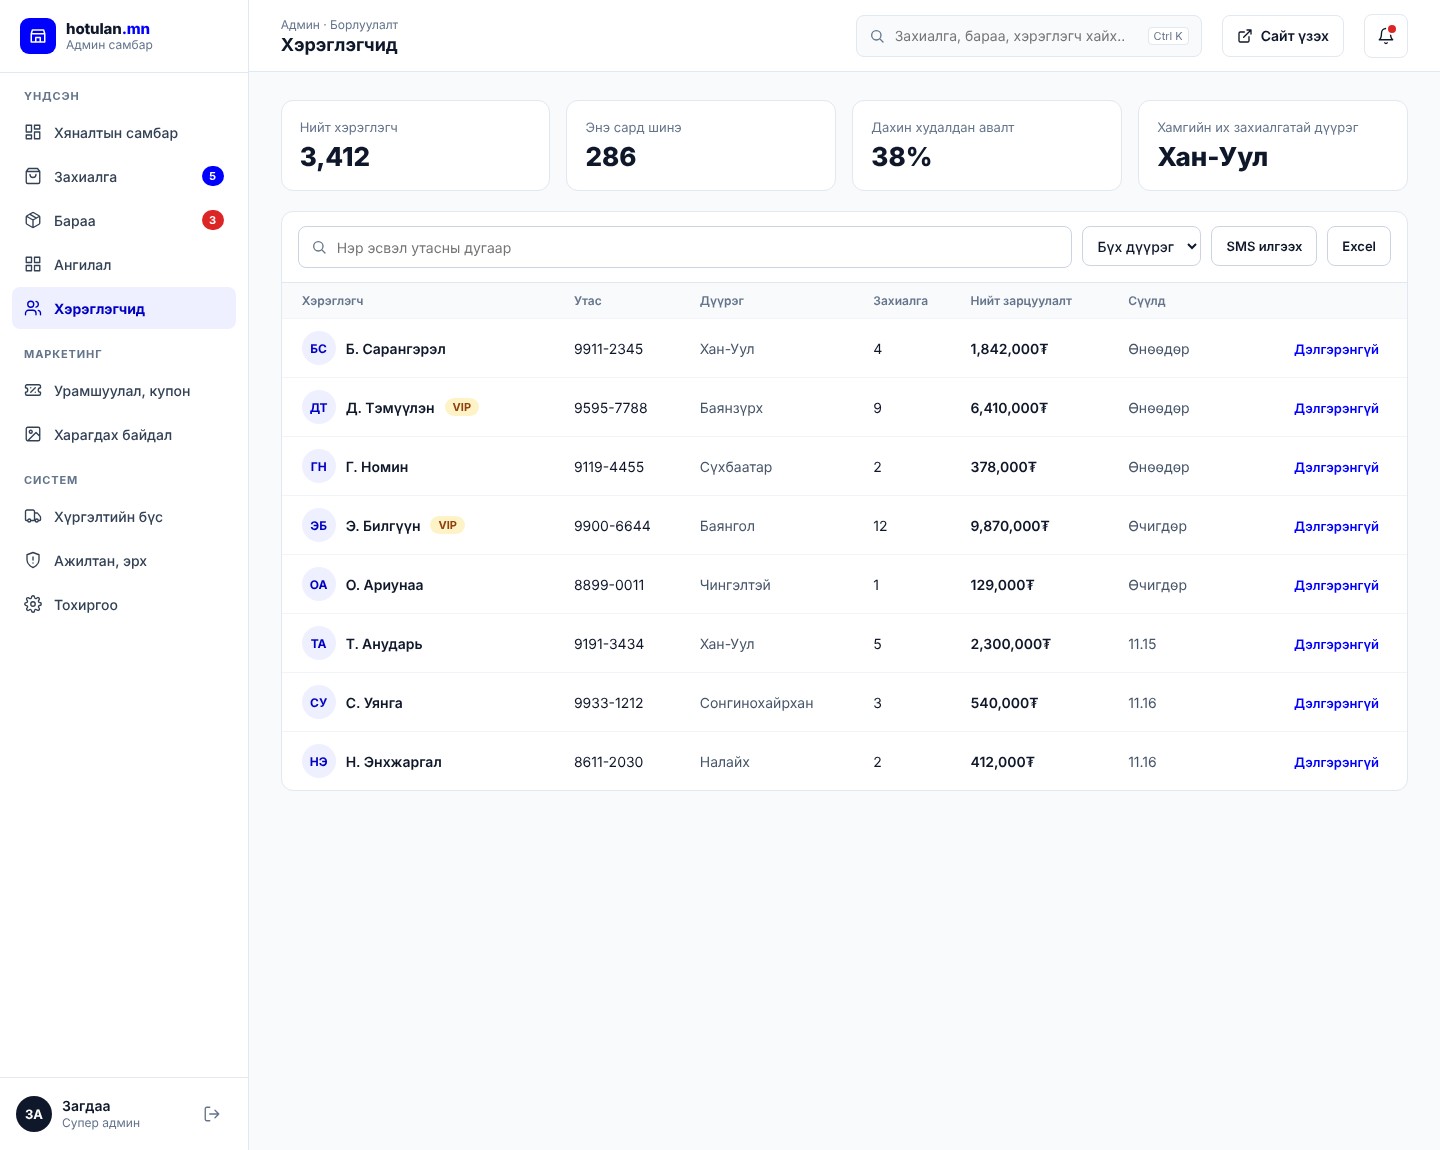 hotulan.mn
Админ самбар
ҮНДСЭН
Хяналтын самбар
Захиалга 5
Бараа 3
Ангилал
Хэрэглэгчид
МАРКЕТИНГ
Урамшуулал, купон
Харагдах байдал
СИСТЕМ
Хүргэлтийн бүс
Ажилтан, эрх
Тохиргоо
ЗА
Загдаа
Супер админ
Админ · Борлуулалт
Хэрэглэгчид
Захиалга, бараа, хэрэглэгч хайх.. Ctrl K
Сайт үзэх
Нийт хэрэглэгч
3,412
Энэ сард шинэ
286
Дахин худалдан авалт
38%
Хамгийн их захиалгатай дүүрэг
Хан-Уул
Нэр эсвэл утасны дугаар Бүх дүүрэг SMS илгээх Excel
Хэрэглэгч Утас Дүүрэг Захиалга Нийт зарцуулалт Сүүлд
БС Б. Сарангэрэл 9911-2345 Хан-Уул 4 1,842,000₮ Өнөөдөр Дэлгэрэнгүй
ДТ Д. Тэмүүлэн VIP 9595-7788 Баянзүрх 9 6,410,000₮ Өнөөдөр Дэлгэрэнгүй
ГН Г. Номин 9119-4455 Сүхбаатар 2 378,000₮ Өнөөдөр Дэлгэрэнгүй
ЭБ Э. Билгүүн VIP 9900-6644 Баянгол 12 9,870,000₮ Өчигдөр Дэлгэрэнгүй
ОА О. Ариунаа 8899-0011 Чингэлтэй 1 129,000₮ Өчигдөр Дэлгэрэнгүй
ТА Т. Анударь 9191-3434 Хан-Уул 5 2,300,000₮ 11.15 Дэлгэрэнгүй
СУ С. Уянга 9933-1212 Сонгинохайрхан 3 540,000₮ 11.16 Дэлгэрэнгүй
НЭ Н. Энхжаргал 8611-2030 Налайх 2 412,000₮ 11.16 Дэлгэрэнгүй